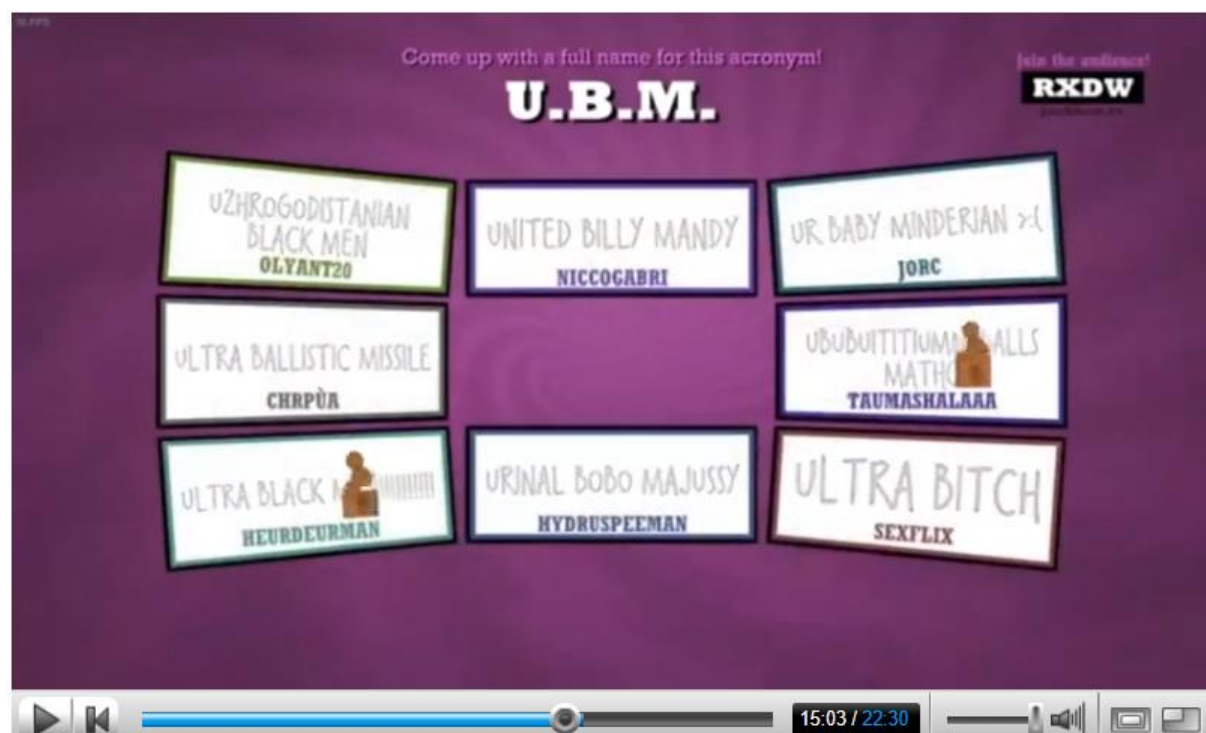 Come up with a full name for this acronym!
U.B.M.
Join the audience!
RXDW
UZHROGODISTANIAN
BLACK MEN
OLYANT20
UNITED BILLY MANDY
NICCOGABRI
UR BABY MINDERIAN >:(
JORC
ULTRA BALLISTIC MISSILE
CHRPÙA
TAUMASHALAAA
ULTRA BLACK
HEURDEURMAN
URINAL BOBO MAJUSSY
HYDRUSPEEMAN
ULTRA BITCH
SEXFLIX
15:03 / 22:30